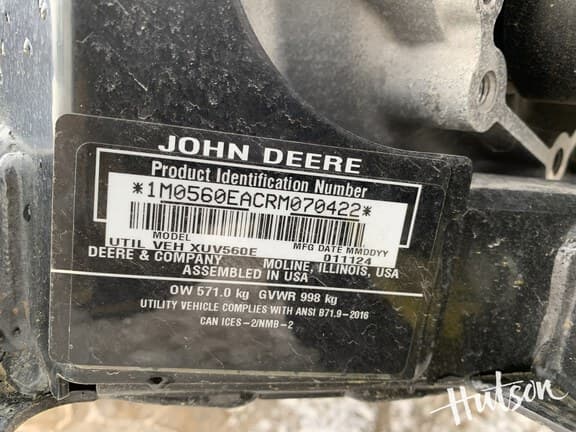 JOHN DEERE
Product Identification Number
*1M0560EACRM070422*
MODEL MFG DATE MMDDYY
UTIL VEH XUV560E 011124
DEERE & COMPANY MOLINE, ILLINOIS, USA
ASSEMBLED IN USA
OW 571.0 kg GVWR 998 kg
UTILITY VEHICLE COMPLIES WITH ANSI B71.9-2016
CAN ICES-2/NMB-2
Hutson